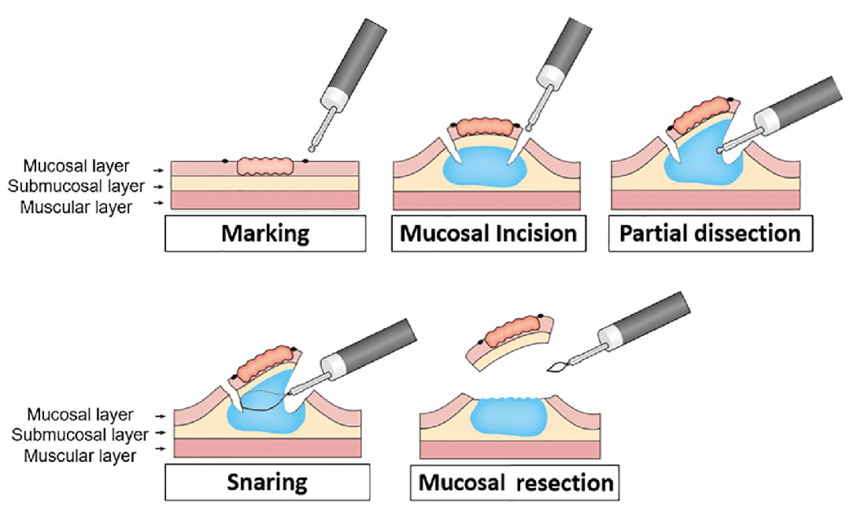 Mucosal layer
Submucosal layer
Muscular layer
Marking
Mucosal Incision
Partial dissection
Mucosal layer
Submucosal layer
Muscular layer
Snaring
Mucosal resection